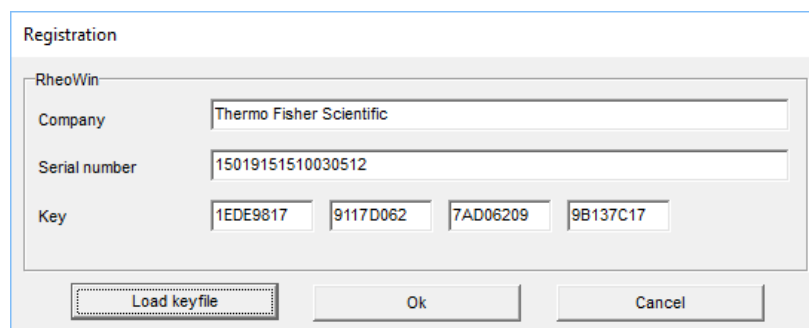 Registration
RheoWin
Company Thermo Fisher Scientific
Serial number 15019151510030512
Key 1EDE9817 9117D062 7AD06209 9B137C17
Load keyfile Ok Cancel